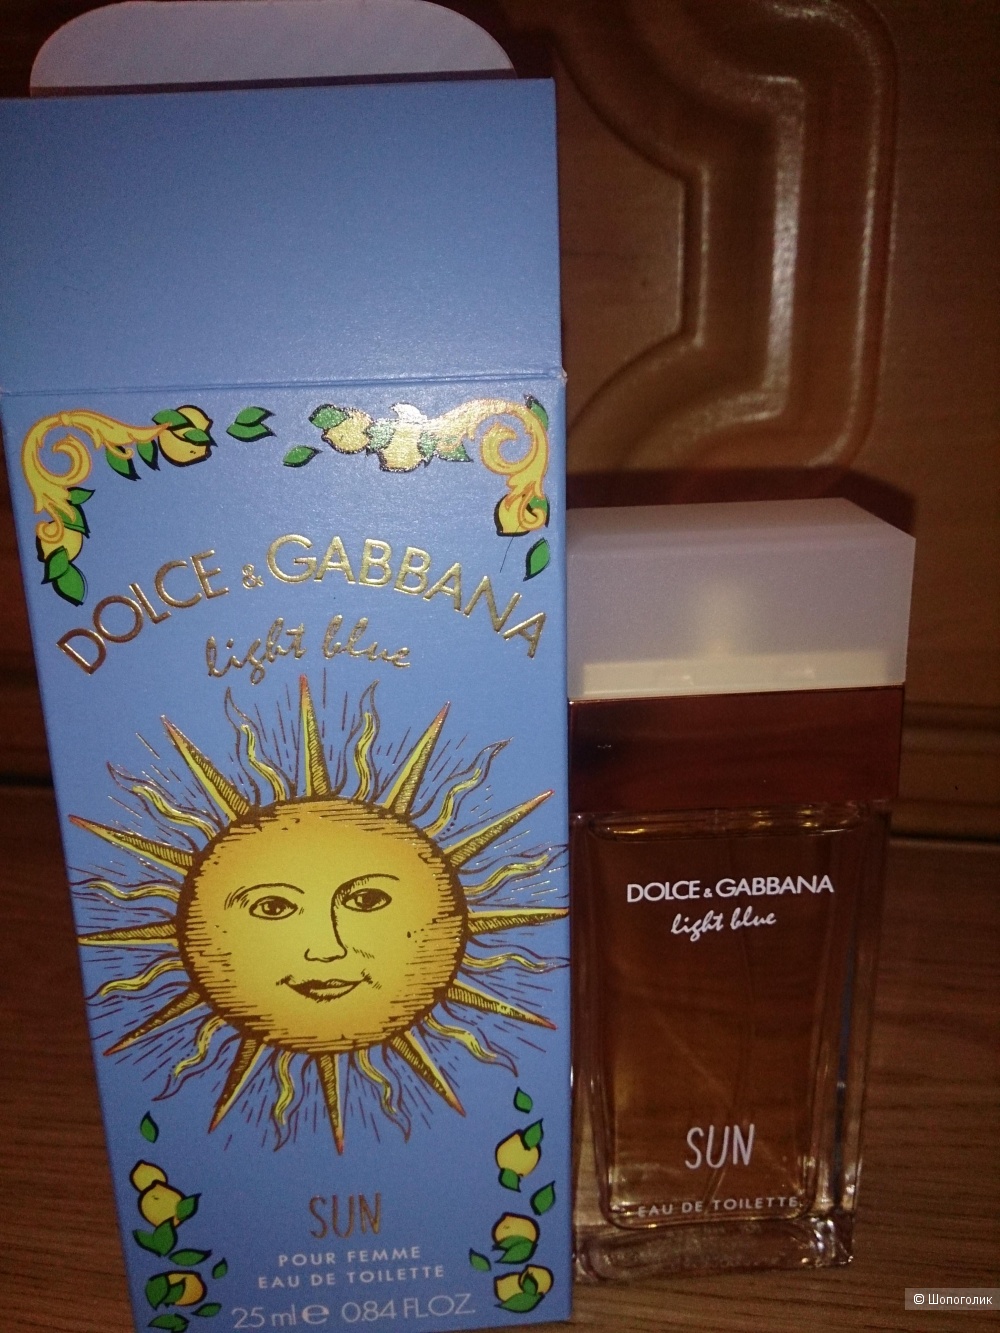 DOLCE & GABBANA
light blue
SUN
POUR FEMME
EAU DE TOILETTE
25 ml e 0.84 FL.OZ.
DOLCE & GABBANA
light blue
SUN
EAU DE TOILETTE
© Шопоголик